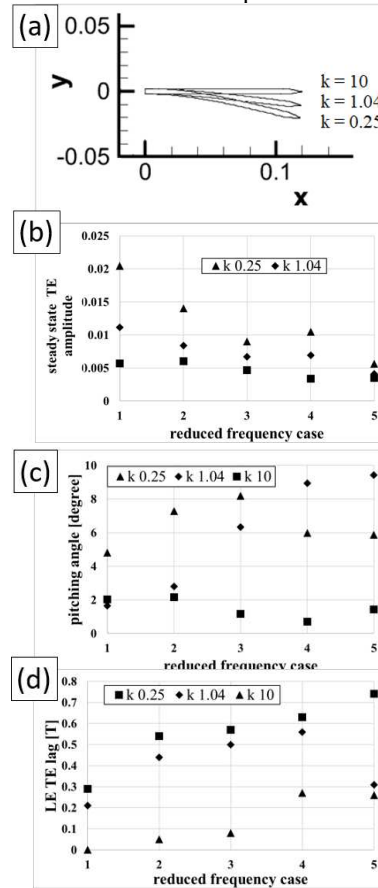 (a)
0.05
0
-0.05
y
k = 10
k = 1.04
k = 0.25
0
0.1
x
(b)
0.025
0.02
0.015
0.01
0.005
0
steady state TE
amplitude
▲ k 0.25 ◆ k 1.04
1 2 3 4 5
reduced frequency case
(c)
10
8
6
4
2
0
pitching angle [degree]
▲ k 0.25 ◆ k 1.04 ■ k 10
1 2 3 4 5
reduced frequency case
(d)
0.8
0.7
0.6
0.5
0.4
0.3
0.2
0.1
0
LE TE lag [T]
■ k 0.25 ◆ k 1.04 ▲ k 10
1 2 3 4 5
reduced frequency case